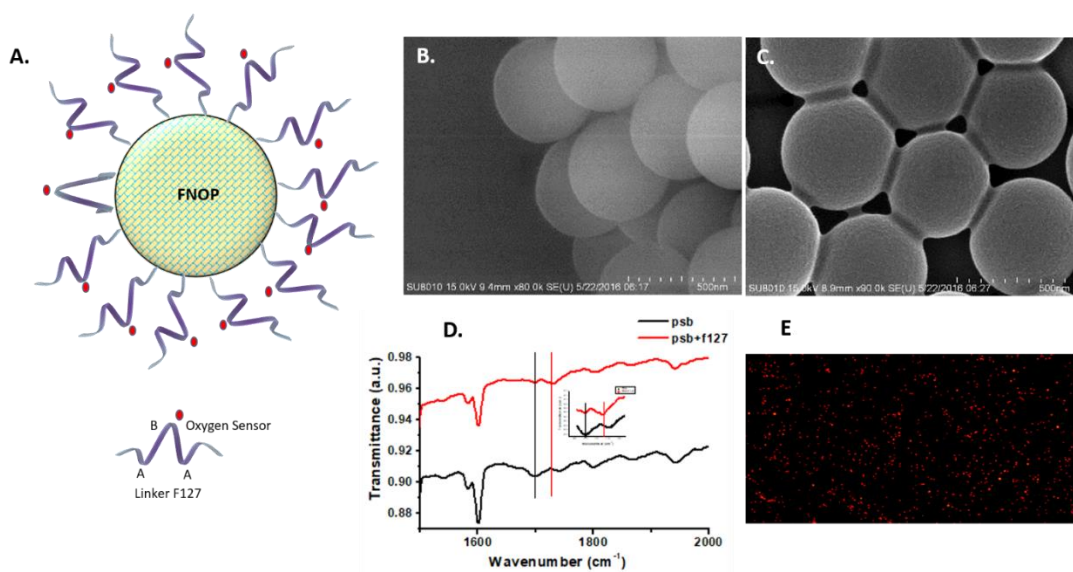 A.
FNOP
B
Oxygen Sensor
A
A
Linker F127
B.
SU8010 15.0kV 9.4mm x80.0k SE(U) 5/22/2016 06:17
500nm
C.
SU8010 15.0kV 8.9mm x90.0k SE(U) 5/22/2016 06:27
500nm
D.
psb
psb+f127
0.98
0.96
0.94
0.92
0.90
0.88
Transmittance (a.u.)
1600
1800
2000
Wavenumber (cm⁻¹)
E